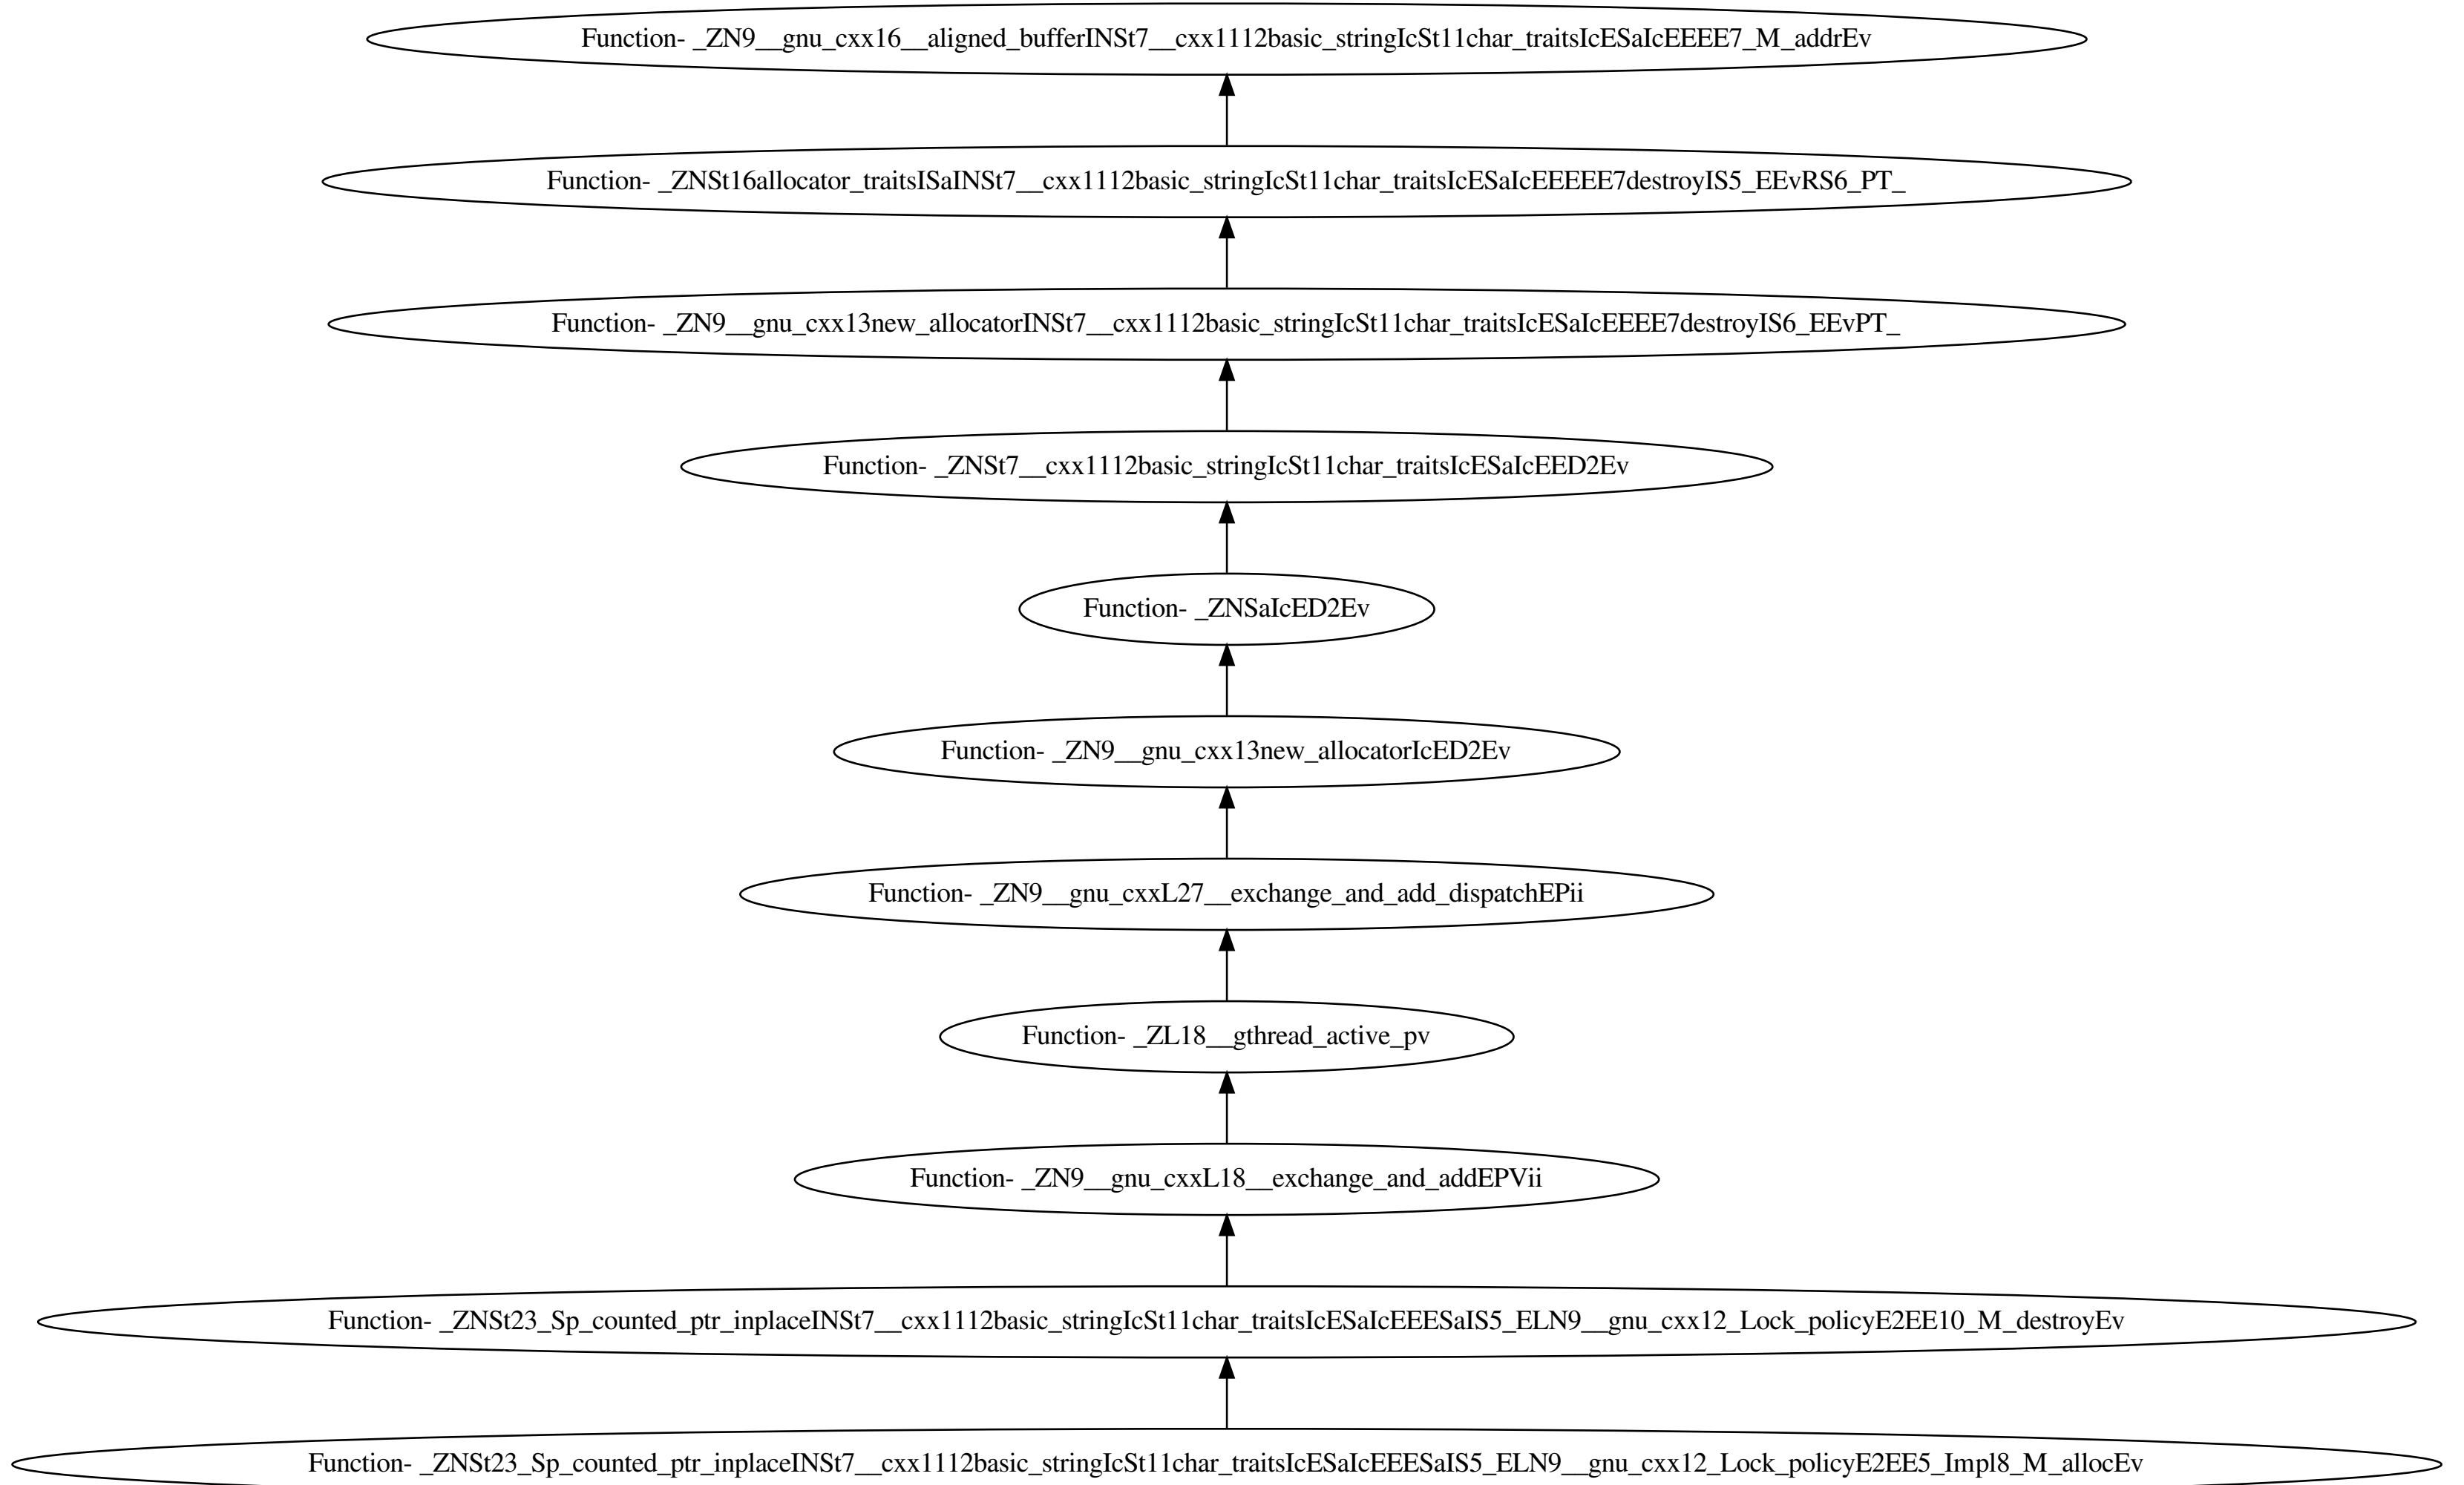 Function- _ZN9__gnu_cxx16__aligned_bufferINSt7__cxx1112basic_stringIcSt11char_traitsIcESaIcEEEE7_M_addrEv
Function- _ZNSt16allocator_traitsISaINSt7__cxx1112basic_stringIcSt11char_traitsIcESaIcEEEEE7destroyIS5_EEvRS6_PT_
Function- _ZN9__gnu_cxx13new_allocatorINSt7__cxx1112basic_stringIcSt11char_traitsIcESaIcEEEE7destroyIS6_EEvPT_
Function- _ZNSt7__cxx1112basic_stringIcSt11char_traitsIcESaIcEED2Ev
Function- _ZNSaIcED2Ev
Function- _ZN9__gnu_cxx13new_allocatorIcED2Ev
Function- _ZN9__gnu_cxxL27__exchange_and_add_dispatchEPii
Function- _ZL18__gthread_active_pv
Function- _ZN9__gnu_cxxL18__exchange_and_addEPVii
Function- _ZNSt23_Sp_counted_ptr_inplaceINSt7__cxx1112basic_stringIcSt11char_traitsIcESaIcEEESaIS5_ELN9__gnu_cxx12_Lock_policyE2EE10_M_destroyEv
Function- _ZNSt23_Sp_counted_ptr_inplaceINSt7__cxx1112basic_stringIcSt11char_traitsIcESaIcEEESaIS5_ELN9__gnu_cxx12_Lock_policyE2EE5_Impl8_M_allocEv